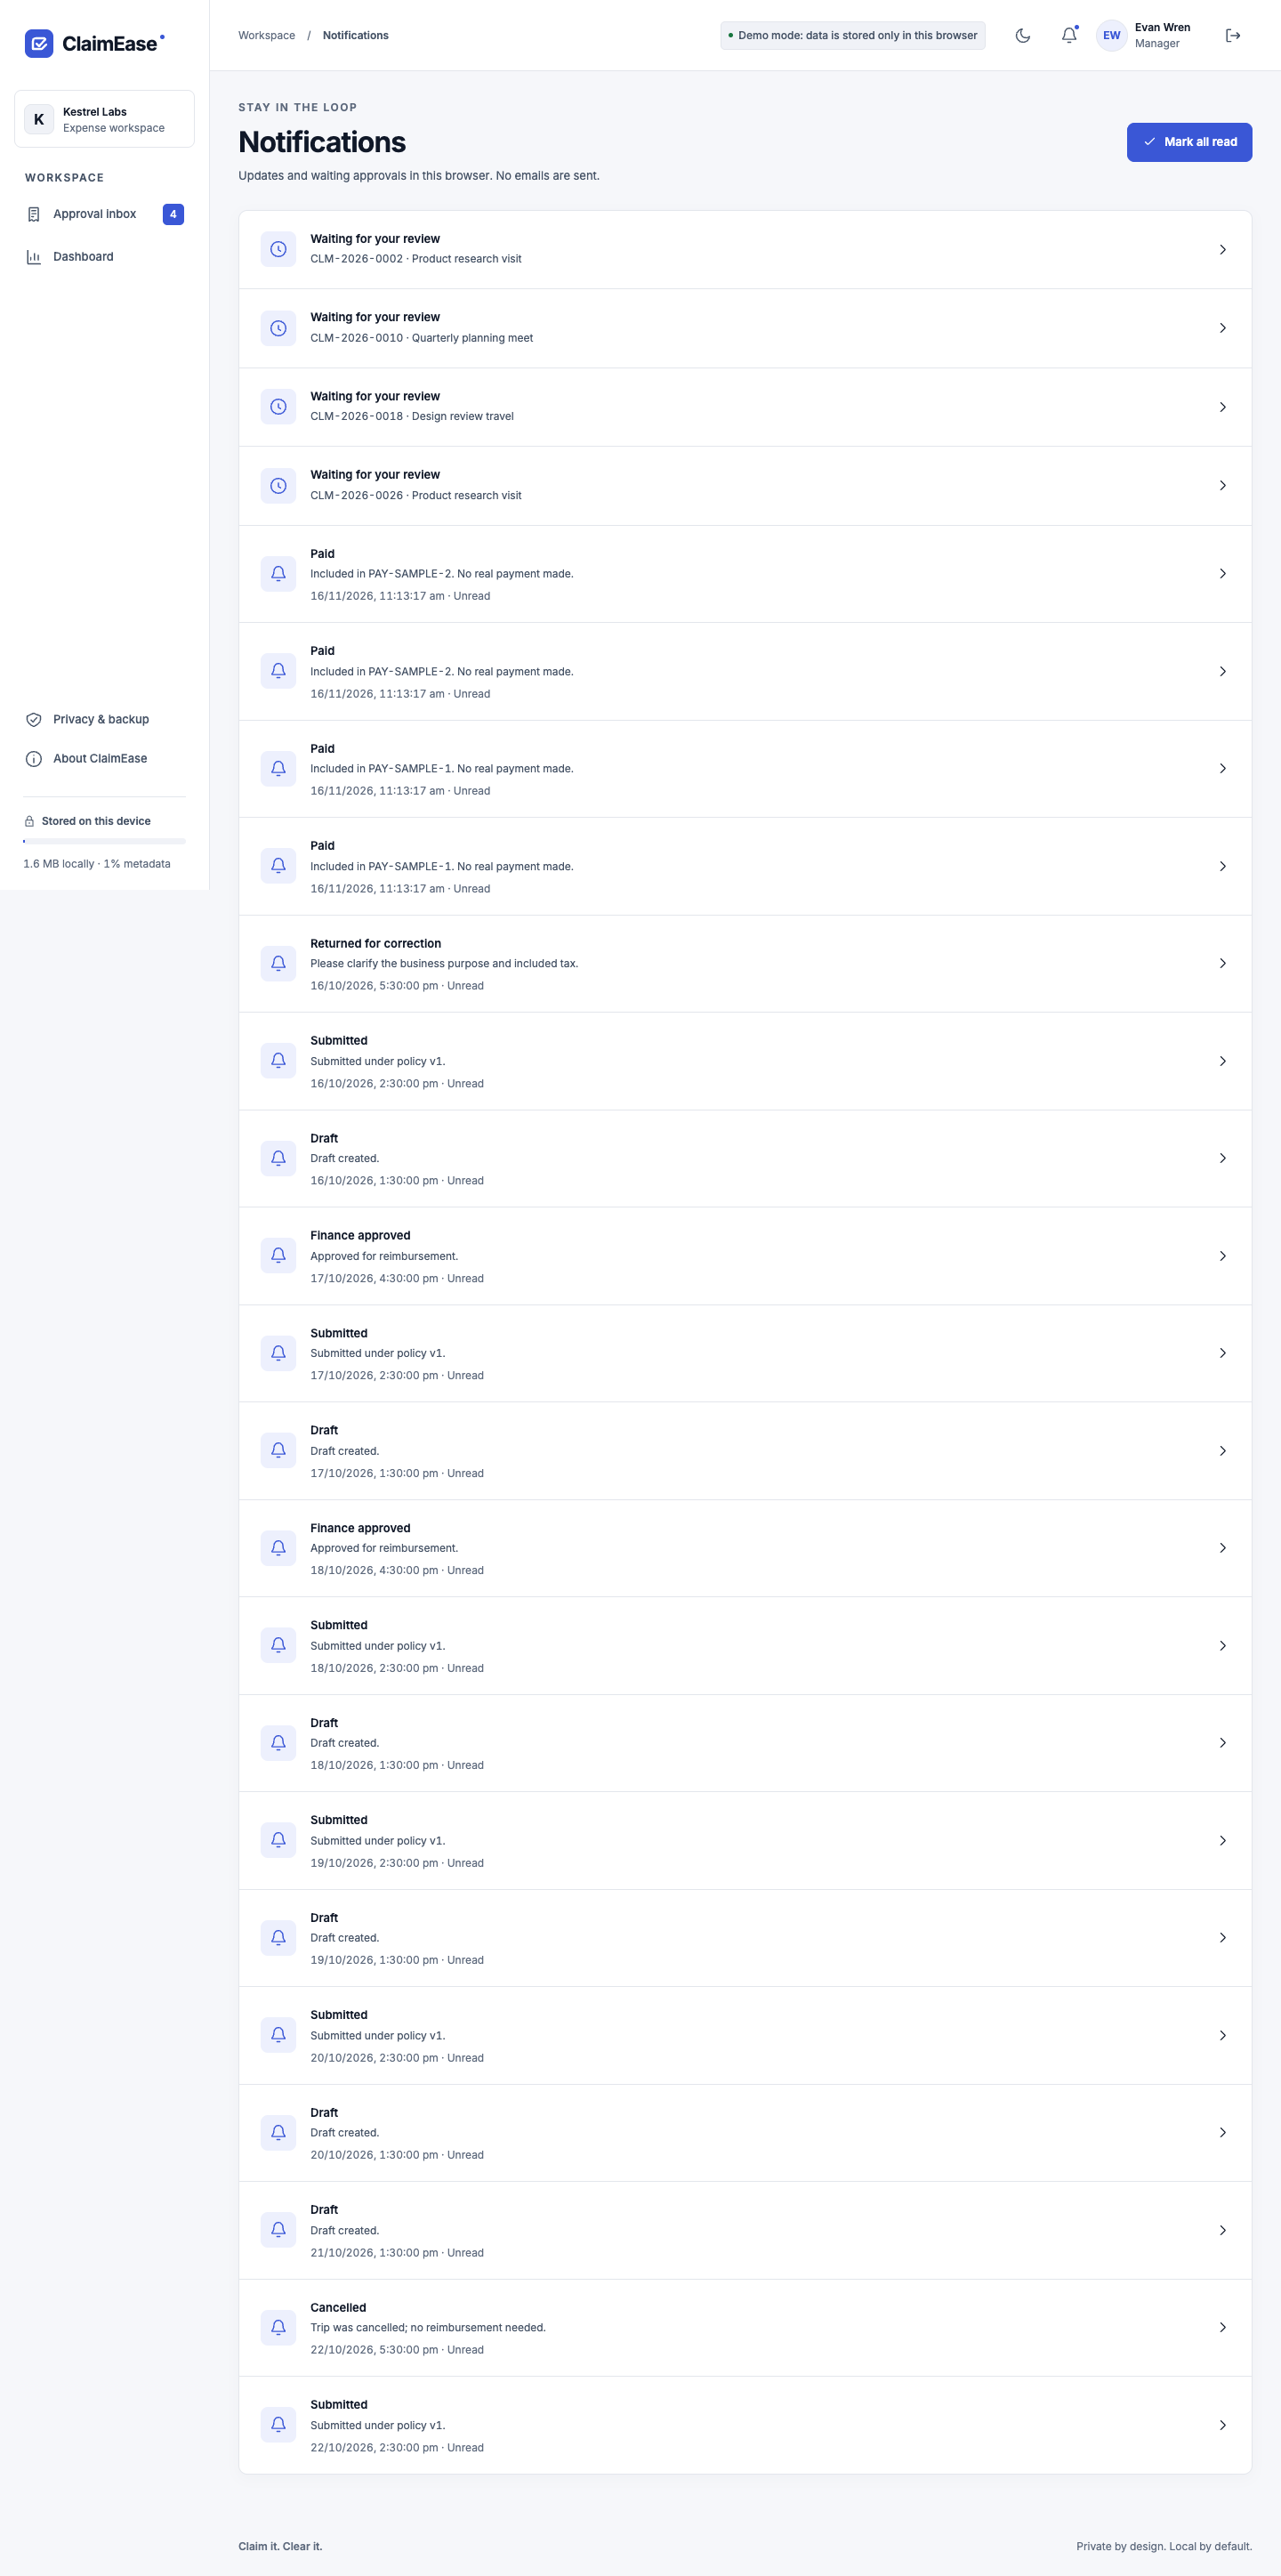 ClaimEase
K
Kestrel Labs
Expense workspace
WORKSPACE
Approval inbox 4
Dashboard
Privacy & backup
About ClaimEase
Stored on this device
1.6 MB locally · 1% metadata
Workspace / Notifications
Demo mode: data is stored only in this browser
EW
Evan Wren
Manager
STAY IN THE LOOP
Notifications
Updates and waiting approvals in this browser. No emails are sent.
Mark all read
Waiting for your review
CLM-2026-0002 · Product research visit
Waiting for your review
CLM-2026-0010 · Quarterly planning meet
Waiting for your review
CLM-2026-0018 · Design review travel
Waiting for your review
CLM-2026-0026 · Product research visit
Paid
Included in PAY-SAMPLE-2. No real payment made.
16/11/2026, 11:13:17 am · Unread
Paid
Included in PAY-SAMPLE-2. No real payment made.
16/11/2026, 11:13:17 am · Unread
Paid
Included in PAY-SAMPLE-1. No real payment made.
16/11/2026, 11:13:17 am · Unread
Paid
Included in PAY-SAMPLE-1. No real payment made.
16/11/2026, 11:13:17 am · Unread
Returned for correction
Please clarify the business purpose and included tax.
16/10/2026, 5:30:00 pm · Unread
Submitted
Submitted under policy v1.
16/10/2026, 2:30:00 pm · Unread
Draft
Draft created.
16/10/2026, 1:30:00 pm · Unread
Finance approved
Approved for reimbursement.
17/10/2026, 4:30:00 pm · Unread
Submitted
Submitted under policy v1.
17/10/2026, 2:30:00 pm · Unread
Draft
Draft created.
17/10/2026, 1:30:00 pm · Unread
Finance approved
Approved for reimbursement.
18/10/2026, 4:30:00 pm · Unread
Submitted
Submitted under policy v1.
18/10/2026, 2:30:00 pm · Unread
Draft
Draft created.
18/10/2026, 1:30:00 pm · Unread
Submitted
Submitted under policy v1.
19/10/2026, 2:30:00 pm · Unread
Draft
Draft created.
19/10/2026, 1:30:00 pm · Unread
Submitted
Submitted under policy v1.
20/10/2026, 2:30:00 pm · Unread
Draft
Draft created.
20/10/2026, 1:30:00 pm · Unread
Draft
Draft created.
21/10/2026, 1:30:00 pm · Unread
Cancelled
Trip was cancelled; no reimbursement needed.
22/10/2026, 5:30:00 pm · Unread
Submitted
Submitted under policy v1.
22/10/2026, 2:30:00 pm · Unread
Claim it. Clear it.
Private by design. Local by default.